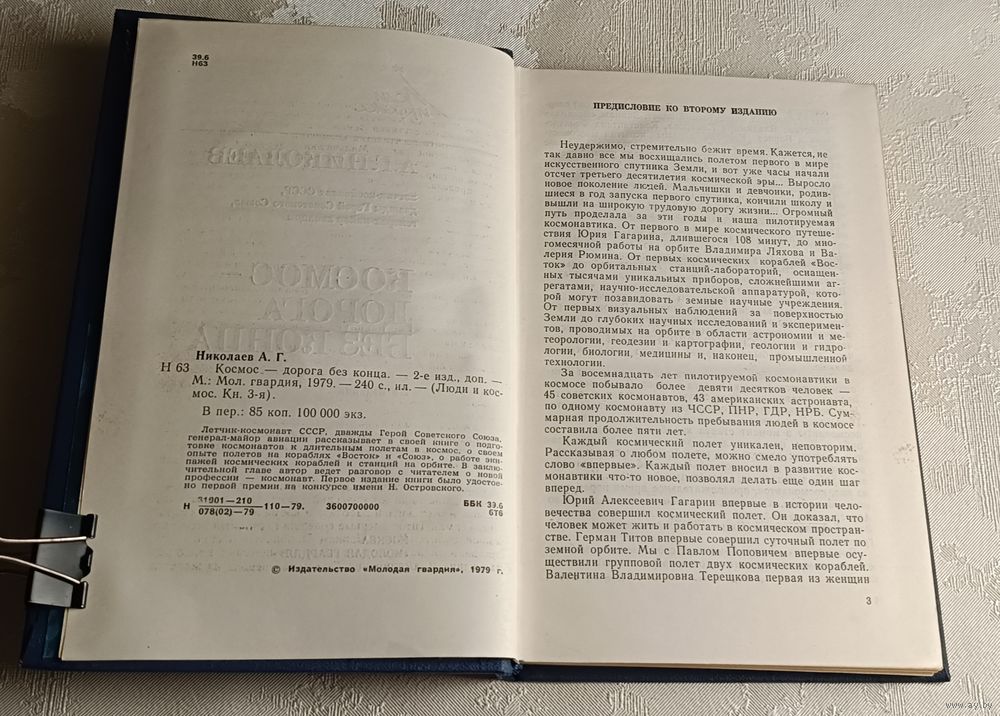 39.6
Н63
Николаев А. Г.
Н 63 Космос — дорога без конца. — 2-е изд., доп. —
М.: Мол. гвардия, 1979. — 240 с., ил. — (Люди и кос-
мос. Кн. 3-я).
В пер.: 85 коп. 100 000 экз.
Летчик-космонавт СССР, дважды Герой Советского Союза,
генерал-майор авиации рассказывает в своей книге о подго-
товке космонавтов к длительным полетам в космос, о своем
опыте полетов на кораблях «Восток» и «Союз», о работе эки-
пажей космических кораблей и станций на орбите. В заклю-
чительной главе автор ведет разговор с читателем о новой
профессии — космонавт. Первое издание книги было удостое-
но первой премии на конкурсе имени Н. Островского.
Н 31901—210
078(02)—79 —110—79. 3600700000
ББК 39.6
6Т6
© Издательство «Молодая гвардия», 1979 г.
ПРЕДИСЛОВИЕ КО ВТОРОМУ ИЗДАНИЮ
Неудержимо, стремительно бежит время. Кажется, не
так давно все мы восхищались полетом первого в мире
искусственного спутника Земли, и вот уже часы начали
отсчет третьего десятилетия космической эры... Выросло
новое поколение людей. Мальчишки и девчонки, родив-
шиеся в год запуска первого спутника, кончили школу и
вышли на широкую трудовую дорогу жизни... Огромный
путь проделала за эти годы и наша пилотируемая
космонавтика. От первого в мире космического путеше-
ствия Юрия Гагарина, длившегося 108 минут, до мно-
гомесячной работы на орбите Владимира Ляхова и Ва-
лерия Рюмина. От первых космических кораблей «Вос-
ток» до орбитальных станций-лабораторий, оснащен-
ных тысячами уникальных приборов, сложнейшими аг-
регатами, научно-исследовательской аппаратурой, кото-
рой могут позавидовать земные научные учреждения.
От первых визуальных наблюдений за поверхностью
Земли до глубоких научных исследований и эксперимен-
тов, проводимых на орбите в области астрономии и ме-
теорологии, геодезии и картографии, геологии и гидро-
логии, биологии, медицины и, наконец, промышленной
технологии.
За восемнадцать лет пилотируемой космонавтики в
космосе побывало более девяти десятков человек —
45 советских космонавтов, 43 американских астронавта,
по одному космонавту из ЧССР, ПНР, ГДР, НРБ. Сум-
марная продолжительность пребывания людей в космосе
составила более пяти лет.
Каждый космический полет уникален, неповторим.
Рассказывая о любом полете, можно смело употреблять
слово «впервые». Каждый полет вносил в развитие кос-
монавтики что-то новое, позволял делать еще один шаг
вперед.
Юрий Алексеевич Гагарин впервые в истории чело-
вечества совершил космический полет. Он доказал, что
человек может жить и работать в космическом простран-
стве. Герман Титов впервые совершил суточный полет по
земной орбите. Мы с Павлом Поповичем впервые осу-
ществили групповой полет двух космических кораблей.
Валентина Владимировна Терешкова первая из женщин
3
www.ay.by